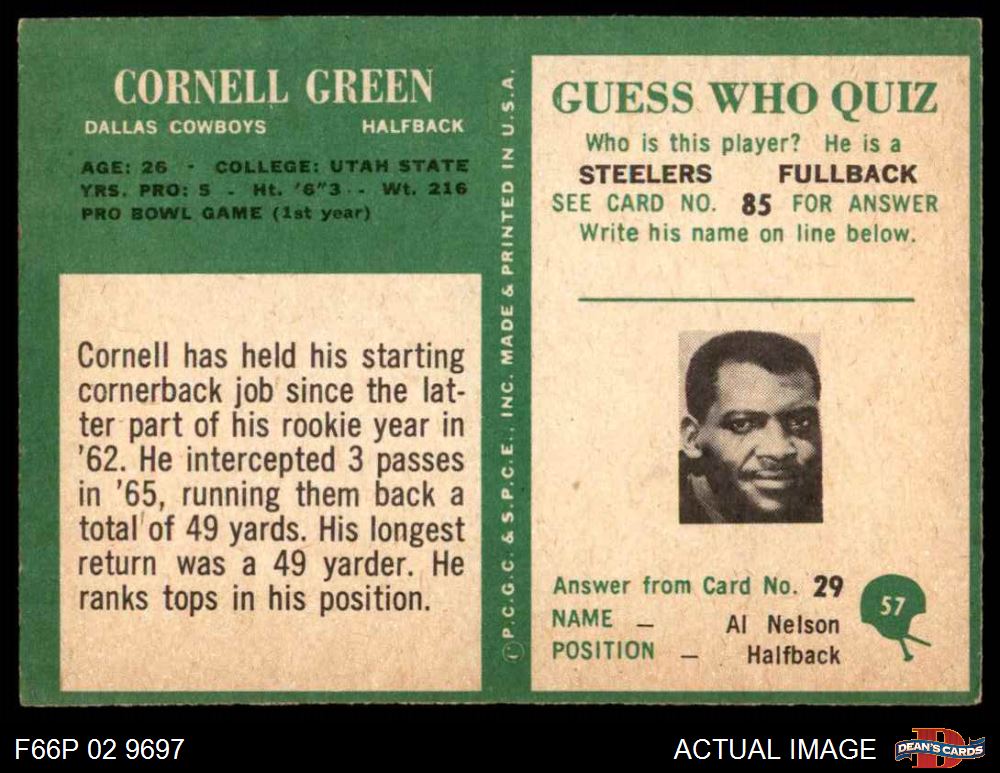 CORNELL GREEN
DALLAS COWBOYS HALFBACK
AGE: 26 - COLLEGE: UTAH STATE
YRS. PRO: 5 - Ht. '6"3 - Wt. 216
PRO BOWL GAME (1st year)
Cornell has held his starting
cornerback job since the lat-
ter part of his rookie year in
'62. He intercepted 3 passes
in '65, running them back a
total of 49 yards. His longest
return was a 49 yarder. He
ranks tops in his position.
© P.C.G.C. & S.P.C.E., INC. MADE & PRINTED IN U.S.A.
GUESS WHO QUIZ
Who is this player? He is a
STEELERS FULLBACK
SEE CARD NO. 85 FOR ANSWER
Write his name on line below.
Answer from Card No. 29
NAME — Al Nelson
POSITION — Halfback
57
F66P 02 9697
ACTUAL IMAGE
DEAN'S CARDS